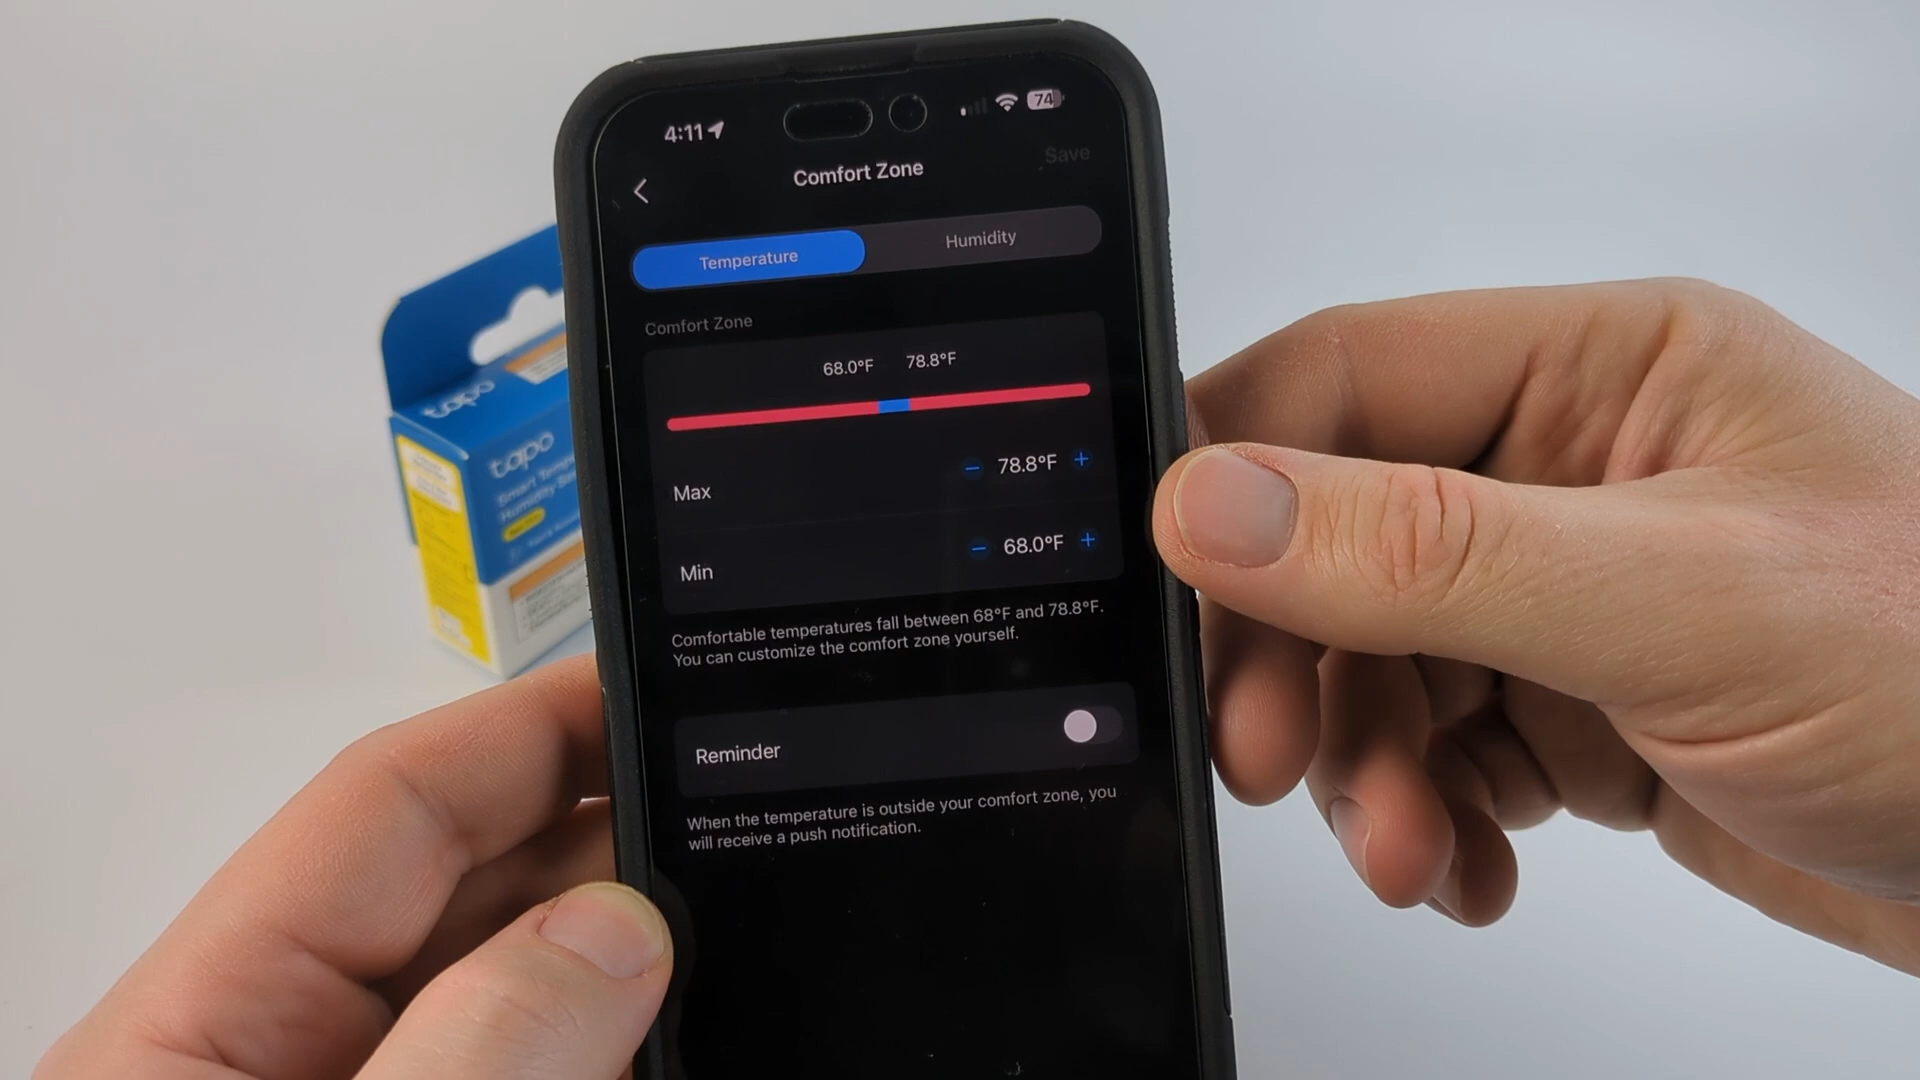 4:11
74
Comfort Zone
Save
Temperature
Humidity
Comfort Zone
68.0°F 78.8°F
Max
− 78.8°F +
Min
− 68.0°F +
Comfortable temperatures fall between 68°F and 78.8°F.
You can customize the comfort zone yourself.
Reminder
When the temperature is outside your comfort zone, you
will receive a push notification.
tapo
tapo
Smart